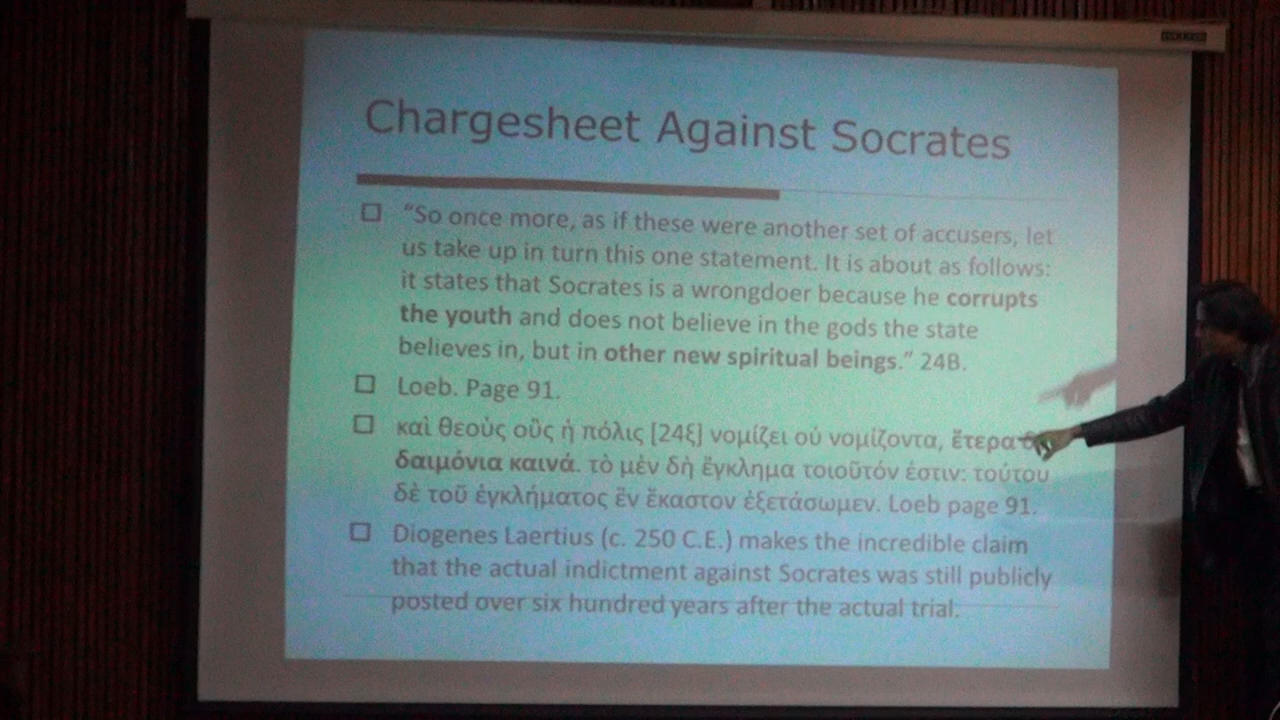 Chargesheet Against Socrates
“So once more, as if these were another set of accusers, let
us take up in turn this one statement. It is about as follows:
it states that Socrates is a wrongdoer because he corrupts
the youth and does not believe in the gods the state
believes in, but in other new spiritual beings.” 24B.
Loeb. Page 91.
καὶ θεοὺς οὓς ἡ πόλις [24ξ] νομίζει οὐ νομίζοντα, ἕτερα
δαιμόνια καινά. τὸ μὲν δὴ ἔγκλημα τοιοῦτόν ἐστιν: τούτου
δὲ τοῦ ἐγκλήματος ἓν ἕκαστον ἐξετάσωμεν. Loeb page 91.
Diogenes Laertius (c. 250 C.E.) makes the incredible claim
that the actual indictment against Socrates was still publicly
posted over six hundred years after the actual trial.